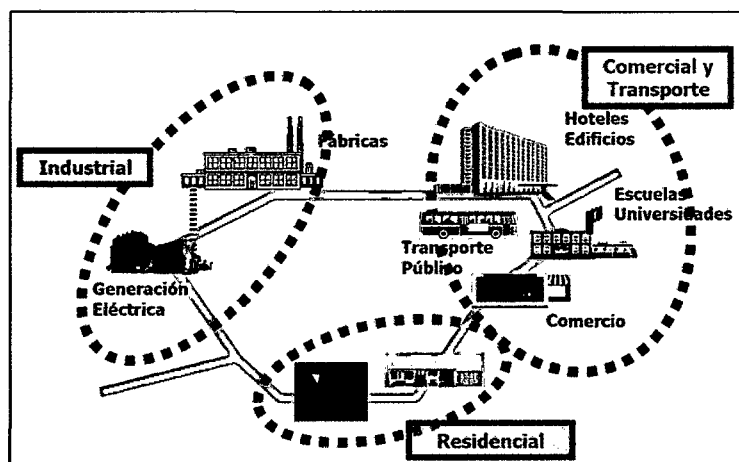 Comercial y
Transporte
Hoteles
Edificios
Fabricas
Industrial
Escuelas
Universidades
Transporte
Público
Generación
Eléctrica
Comercio
Residencial